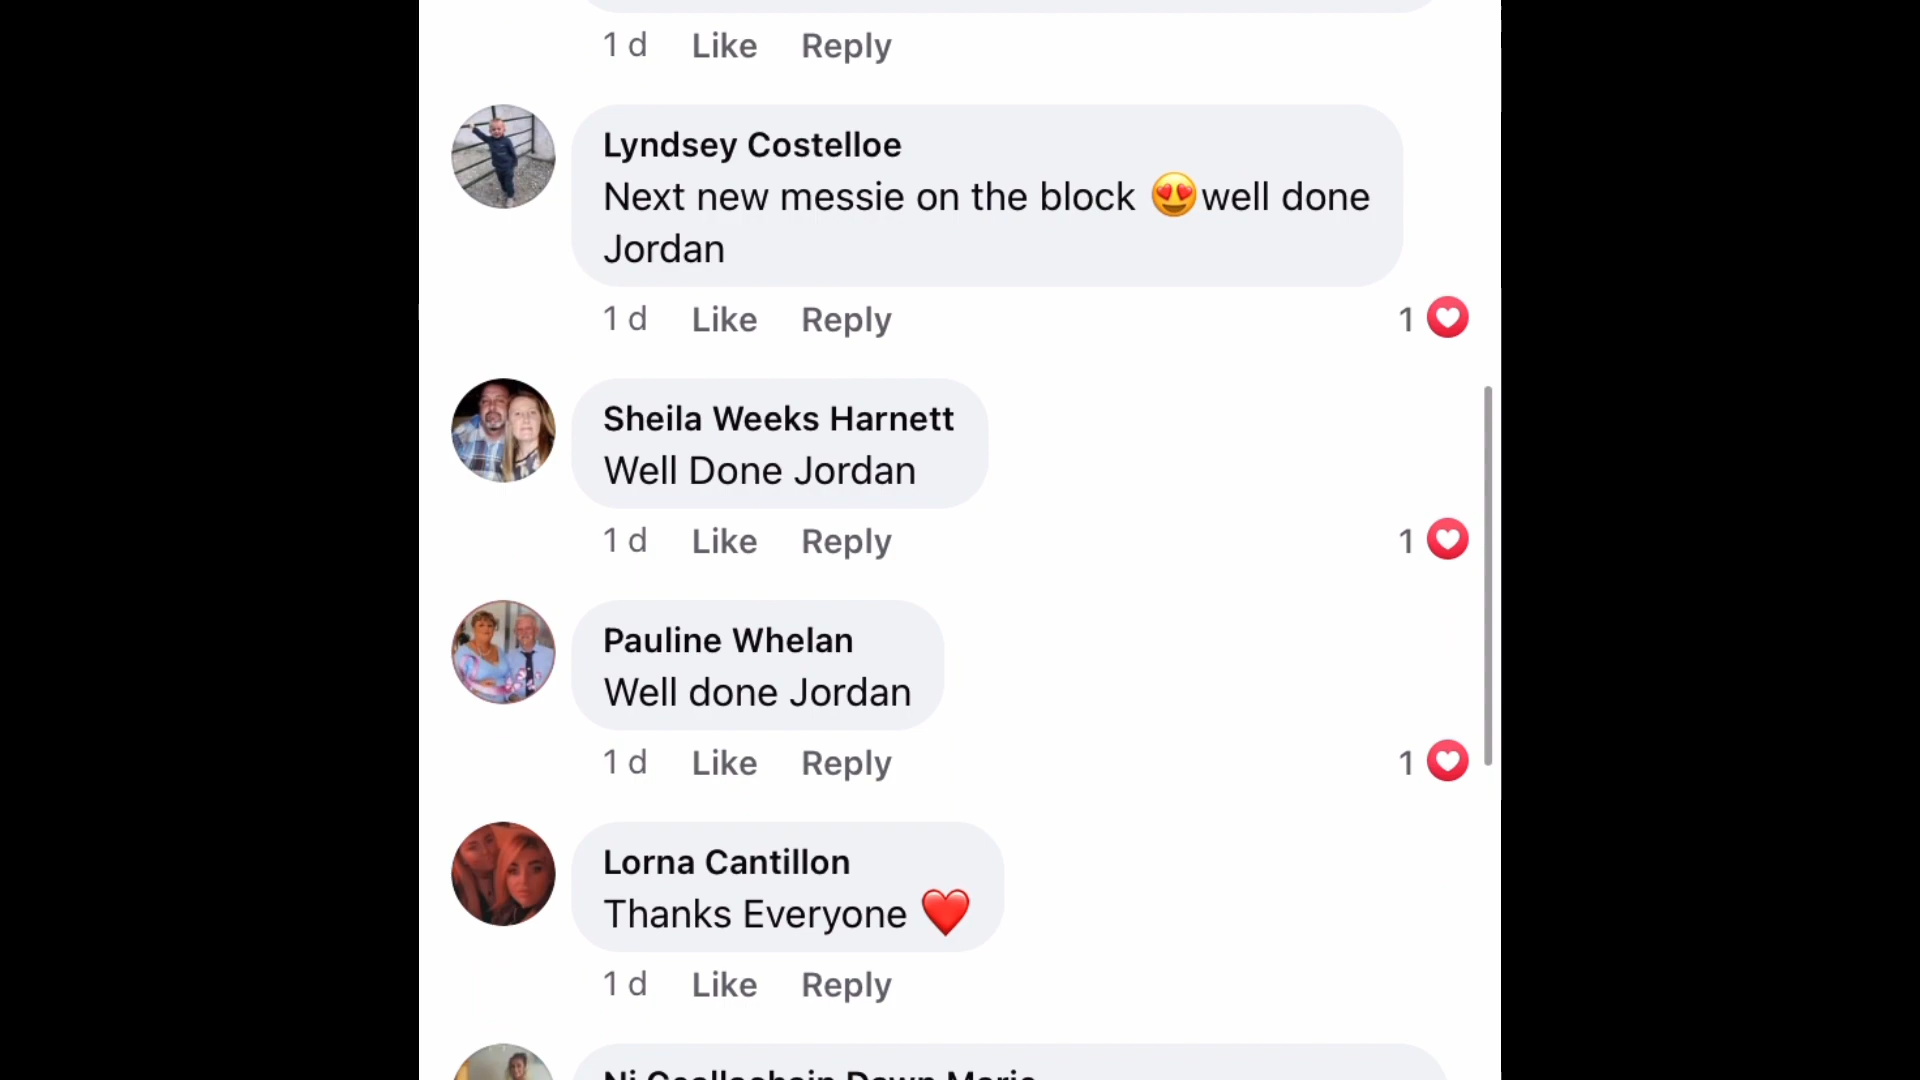 1 d Like Reply
Lyndsey Costelloe
Next new messie on the block 😍well done
Jordan
1 d Like Reply 1
Sheila Weeks Harnett
Well Done Jordan
1 d Like Reply 1
Pauline Whelan
Well done Jordan
1 d Like Reply 1
Lorna Cantillon
Thanks Everyone ❤️
1 d Like Reply